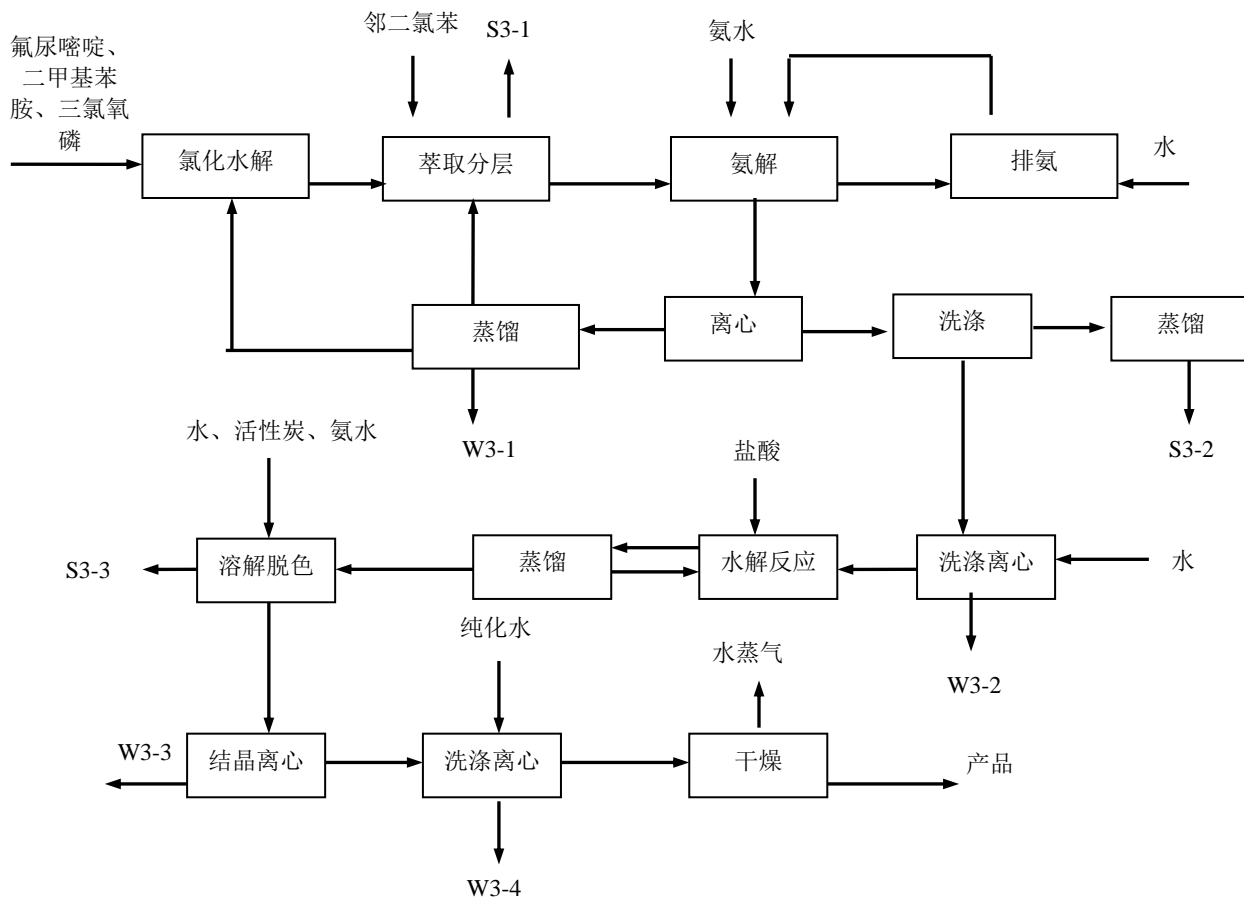 邻二氯苯
S3-1
氨水
氟尿嘧啶、
二甲基苯
胺、三氯氧
磷
氯化水解
萃取分层
氨解
排氨
水
蒸馏
离心
洗涤
蒸馏
W3-1
S3-2
水、活性炭、氨水
盐酸
S3-3
溶解脱色
蒸馏
水解反应
洗涤离心
水
纯化水
水蒸气
W3-2
W3-3
结晶离心
洗涤离心
干燥
产品
W3-4